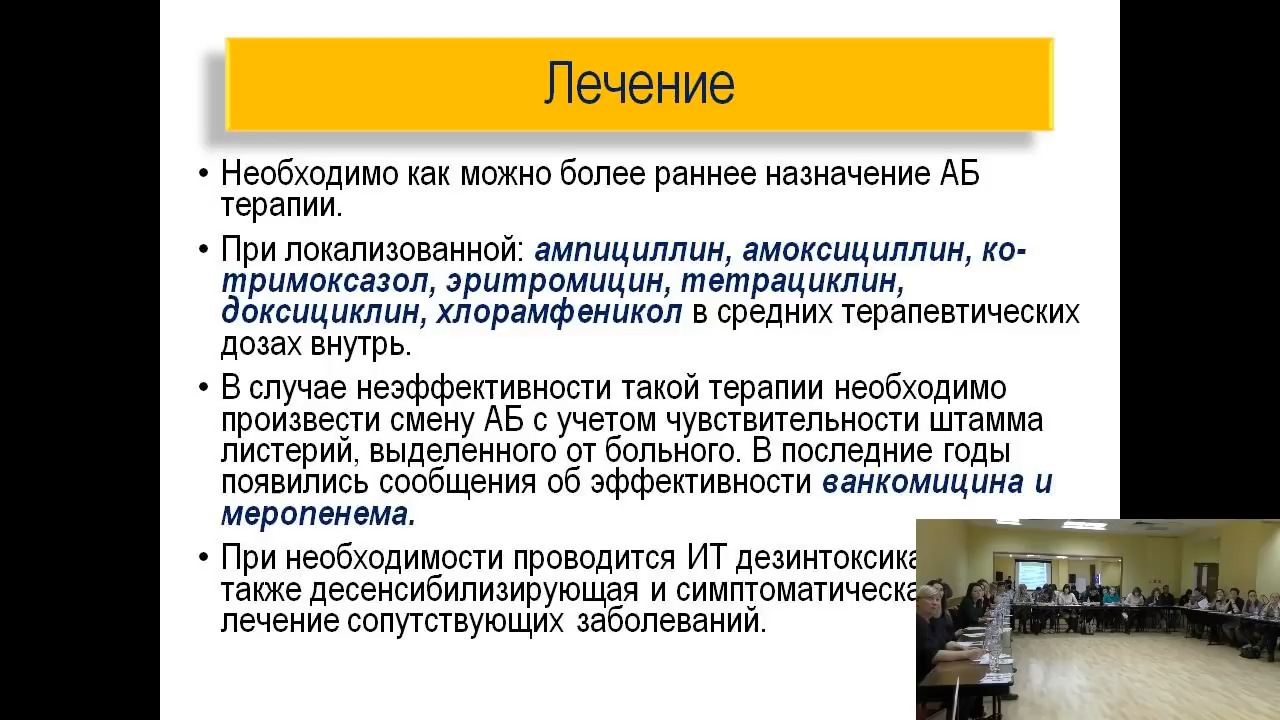 Лечение
• Необходимо как можно более раннее назначение АБ
терапии.
• При локализованной: ампициллин, амоксициллин, ко-
тримоксазол, эритромицин, тетрациклин,
доксициклин, хлорамфеникол в средних терапевтических
дозах внутрь.
• В случае неэффективности такой терапии необходимо
произвести смену АБ с учетом чувствительности штамма
листерий, выделенного от больного. В последние годы
появились сообщения об эффективности ванкомицина и
меропенема.
• При необходимости проводится ИТ
также десенсибилизирующая и
лечение сопутствующих заболеваний.